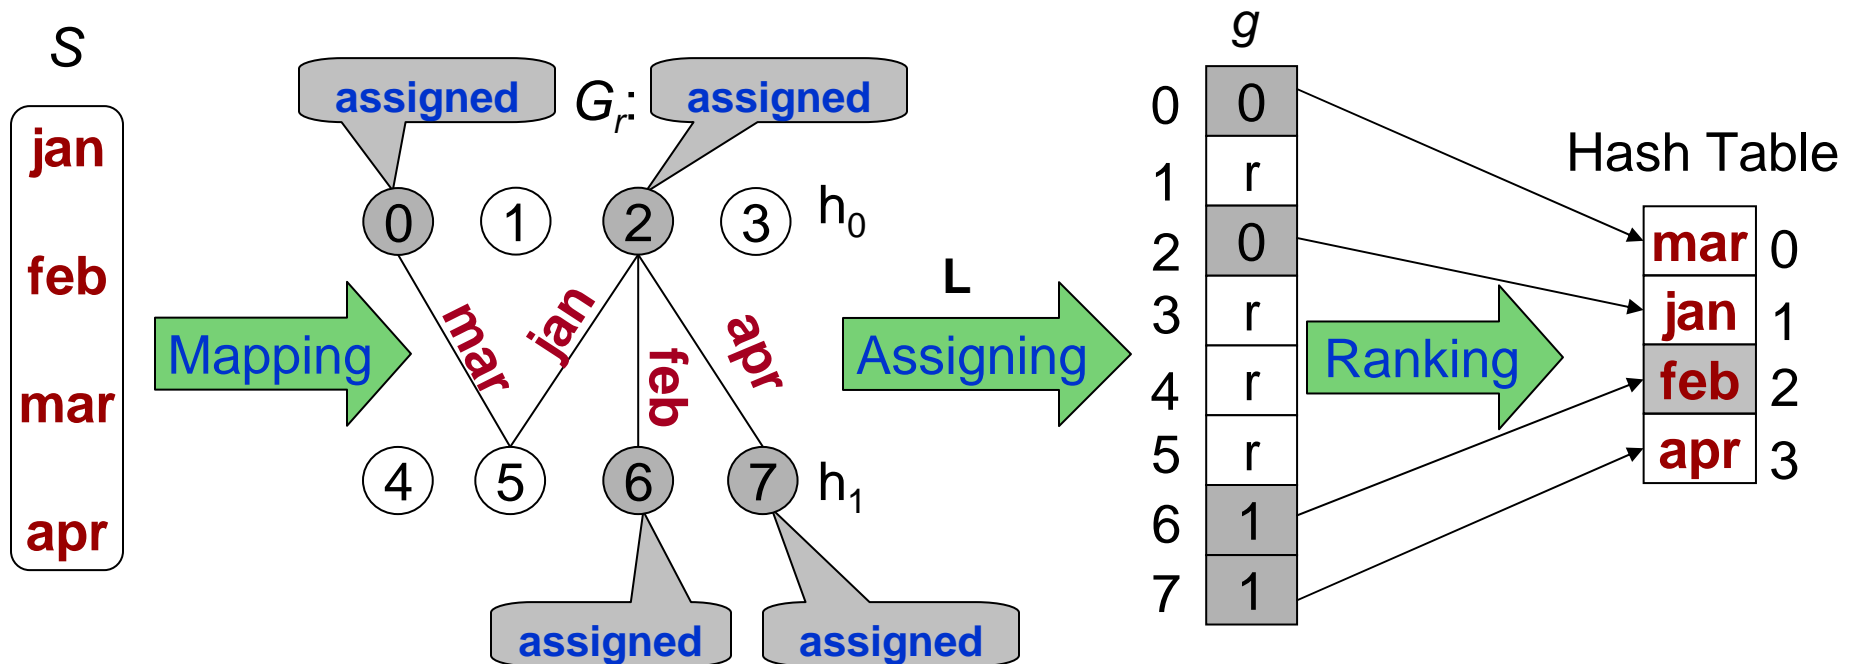 S
jan
feb
mar
apr
Mapping
assigned
Gᵣ:
assigned
0 1 2 3 h₀
mar
jan
feb
apr
4 5 6 7 h₁
assigned
assigned
L
Assigning
g
0 0
1 r
2 0
3 r
4 r
5 r
6 1
7 1
Ranking
Hash Table
mar 0
jan 1
feb 2
apr 3